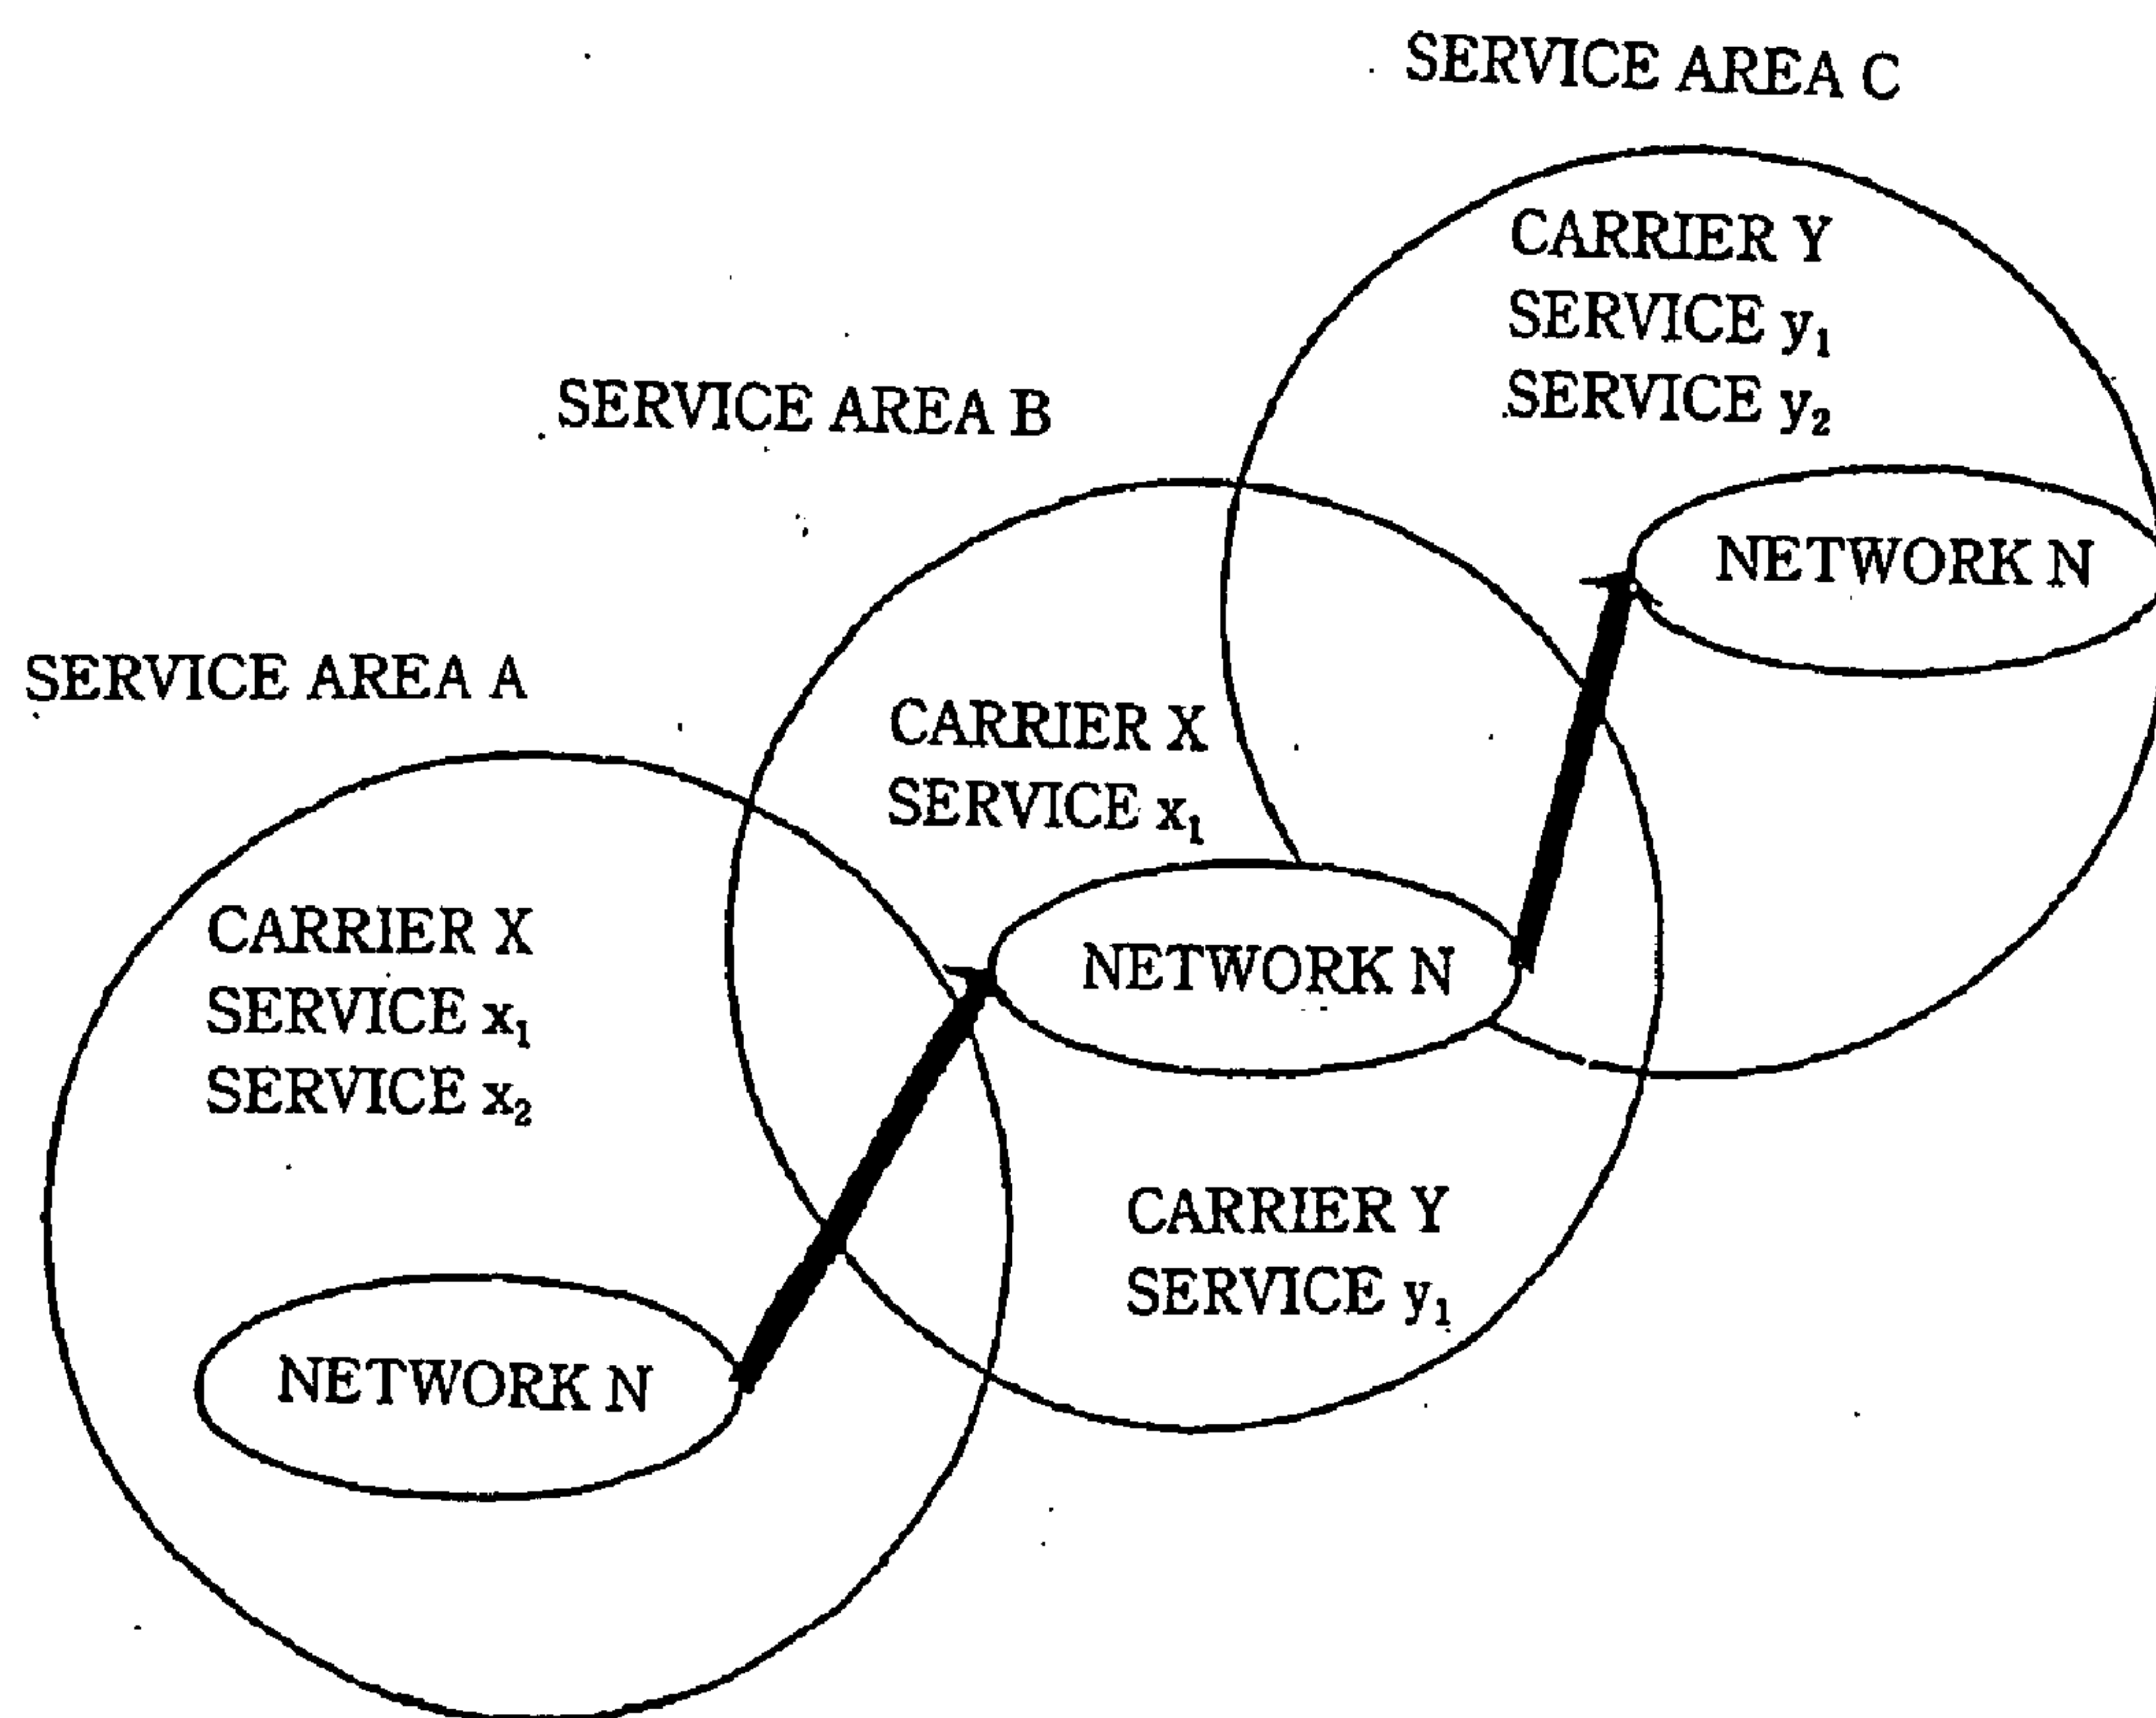 SERVICE AREA C
CARRIER Y
SERVICE y₁
SERVICE y₂
NETWORK N
SERVICE AREA B
CARRIER X
SERVICE x₁
NETWORK N
CARRIER Y
SERVICE y₁
SERVICE AREA A
CARRIER X
SERVICE x₁
SERVICE x₂
NETWORK N